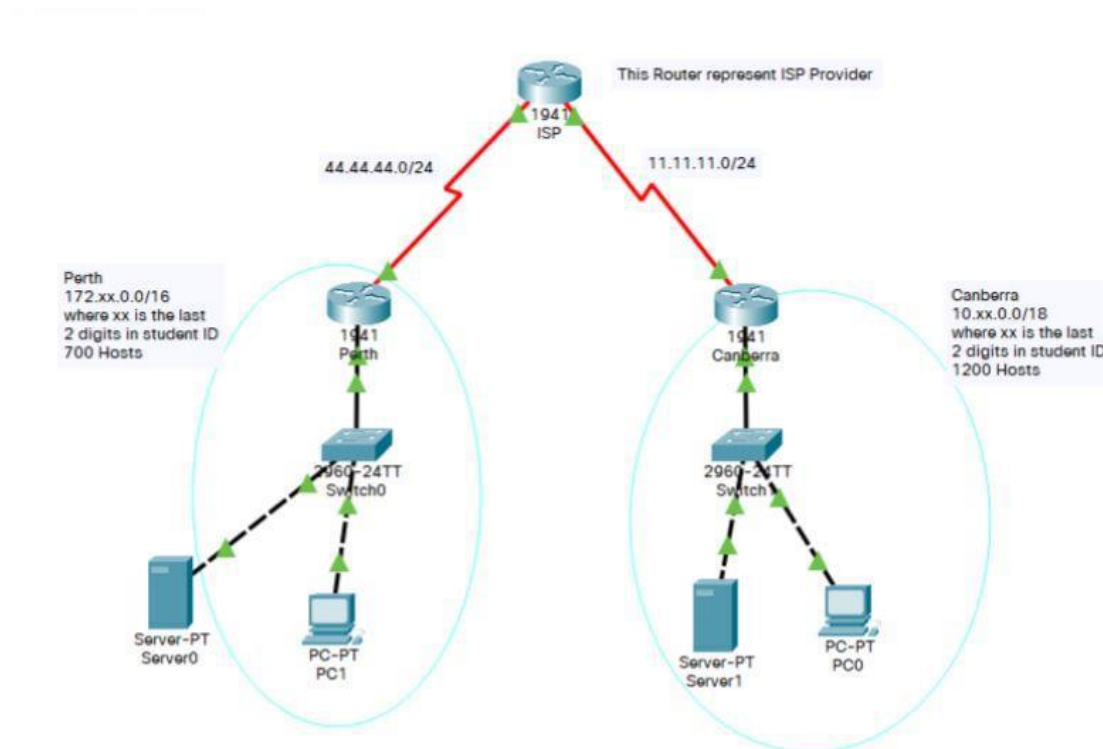 This Router represent ISP Provider
1941
ISP
44.44.44.0/24
11.11.11.0/24
Perth
172.xx.0.0/16
where xx is the last
2 digits in student ID
700 Hosts
1941
Perth
1941
Canberra
Canberra
10.xx.0.0/18
where xx is the last
2 digits in student ID
1200 Hosts
2960-24TT
Switch0
2960-24TT
Switch1
Server-PT
Server0
PC-PT
PC1
Server-PT
Server1
PC-PT
PC0